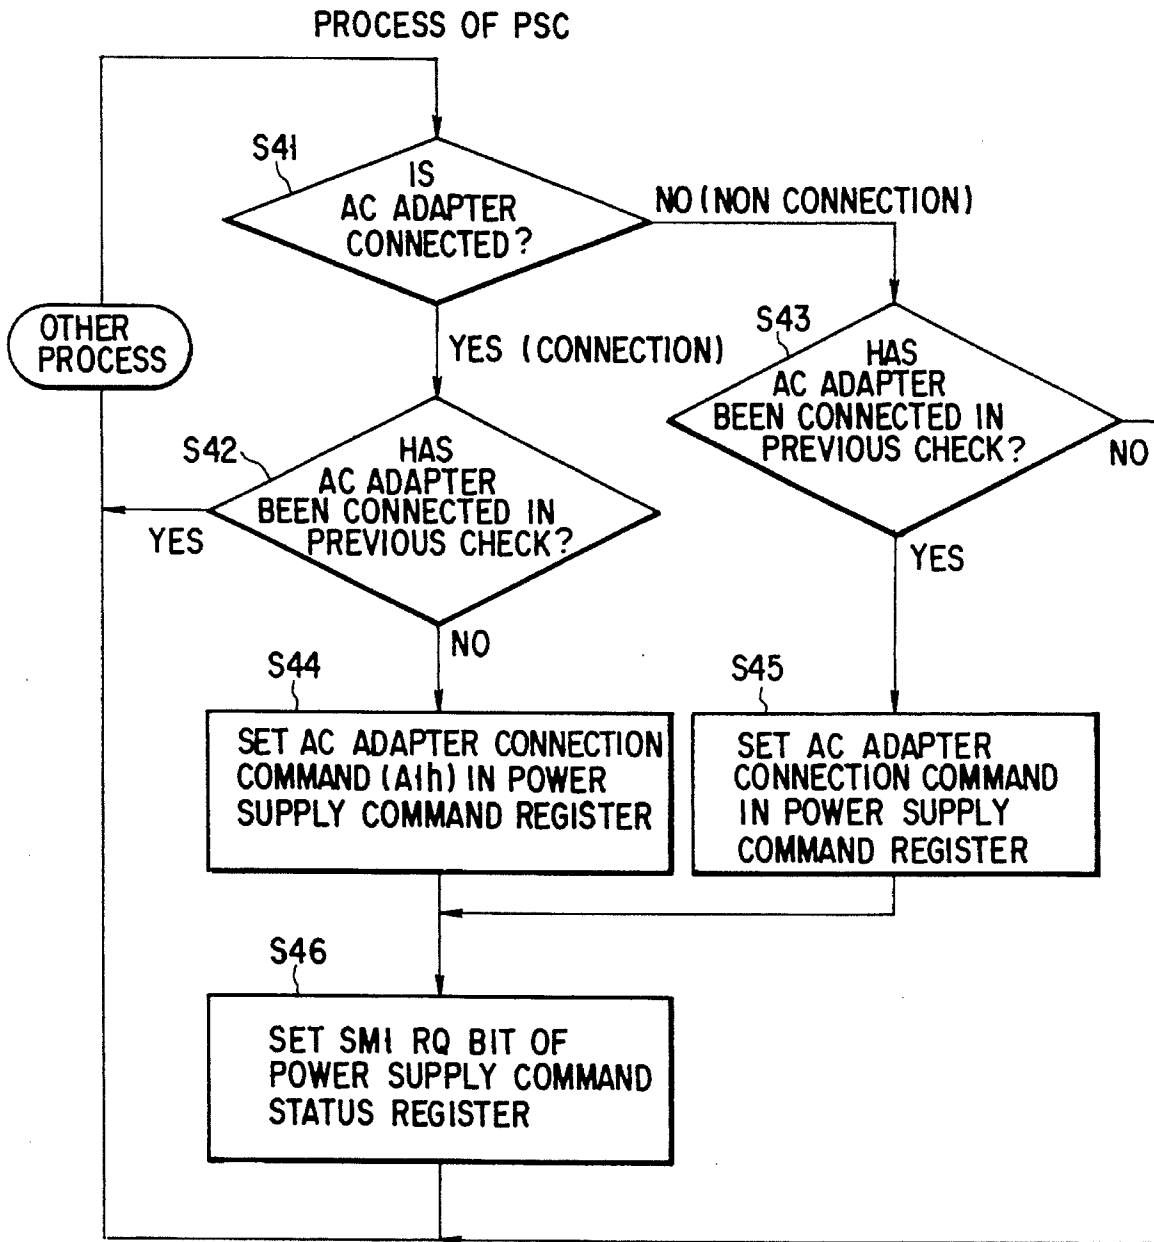 PROCESS OF PSC
S41
IS
AC ADAPTER
CONNECTED?
NO (NON CONNECTION)
OTHER
PROCESS
YES (CONNECTION)
S43
HAS
AC ADAPTER
BEEN CONNECTED IN
PREVIOUS CHECK?
NO
S42
HAS
AC ADAPTER
BEEN CONNECTED IN
PREVIOUS CHECK?
YES
YES
NO
S44
SET AC ADAPTER CONNECTION
COMMAND (A1h) IN POWER
SUPPLY COMMAND REGISTER
S45
SET AC ADAPTER
CONNECTION COMMAND
IN POWER SUPPLY
COMMAND REGISTER
S46
SET SMI RQ BIT OF
POWER SUPPLY COMMAND
STATUS REGISTER